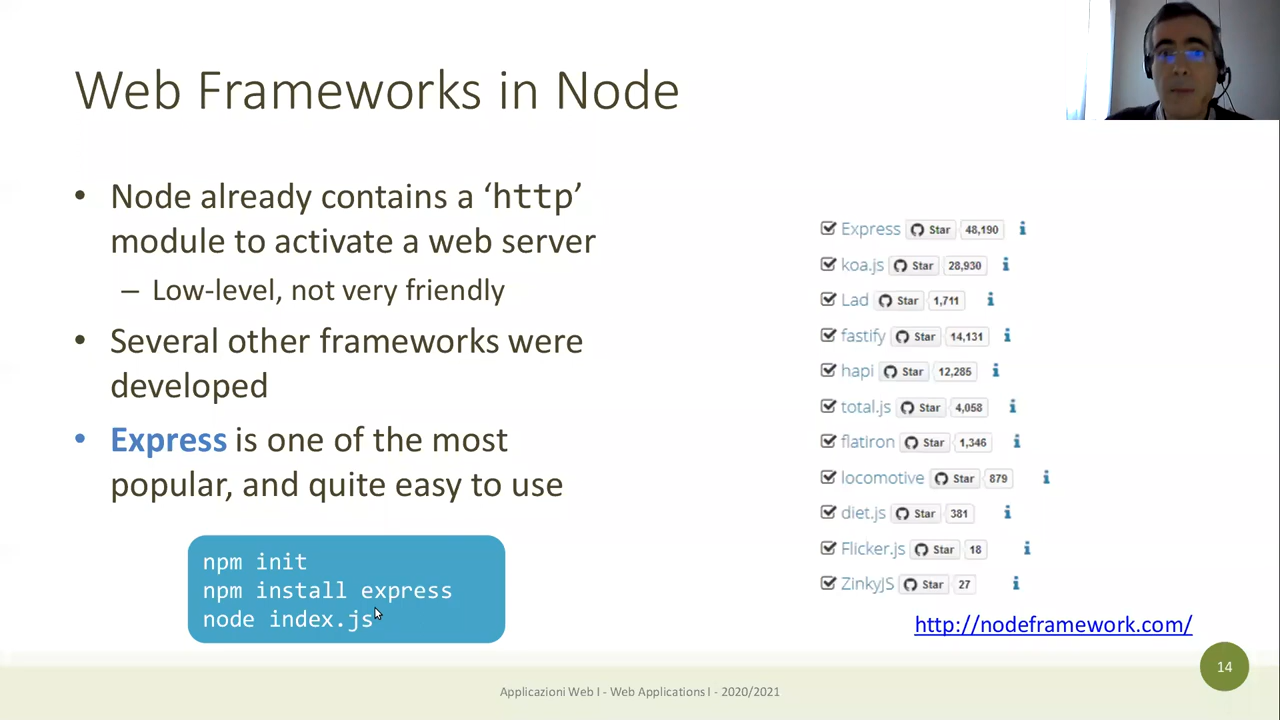 Web Frameworks in Node
• Node already contains a ‘http’
module to activate a web server
– Low-level, not very friendly
• Several other frameworks were
developed
• Express is one of the most
popular, and quite easy to use
npm init
npm install express
node index.js
Express Star 48,190
koa.js Star 28,930
Lad Star 1,711
fastify Star 14,131
hapi Star 12,285
total.js Star 4,058
flatiron Star 1,346
locomotive Star 879
diet.js Star 381
Flicker.js Star 18
ZinkyJS Star 27
http://nodeframework.com/
14
Applicazioni Web I - Web Applications I - 2020/2021